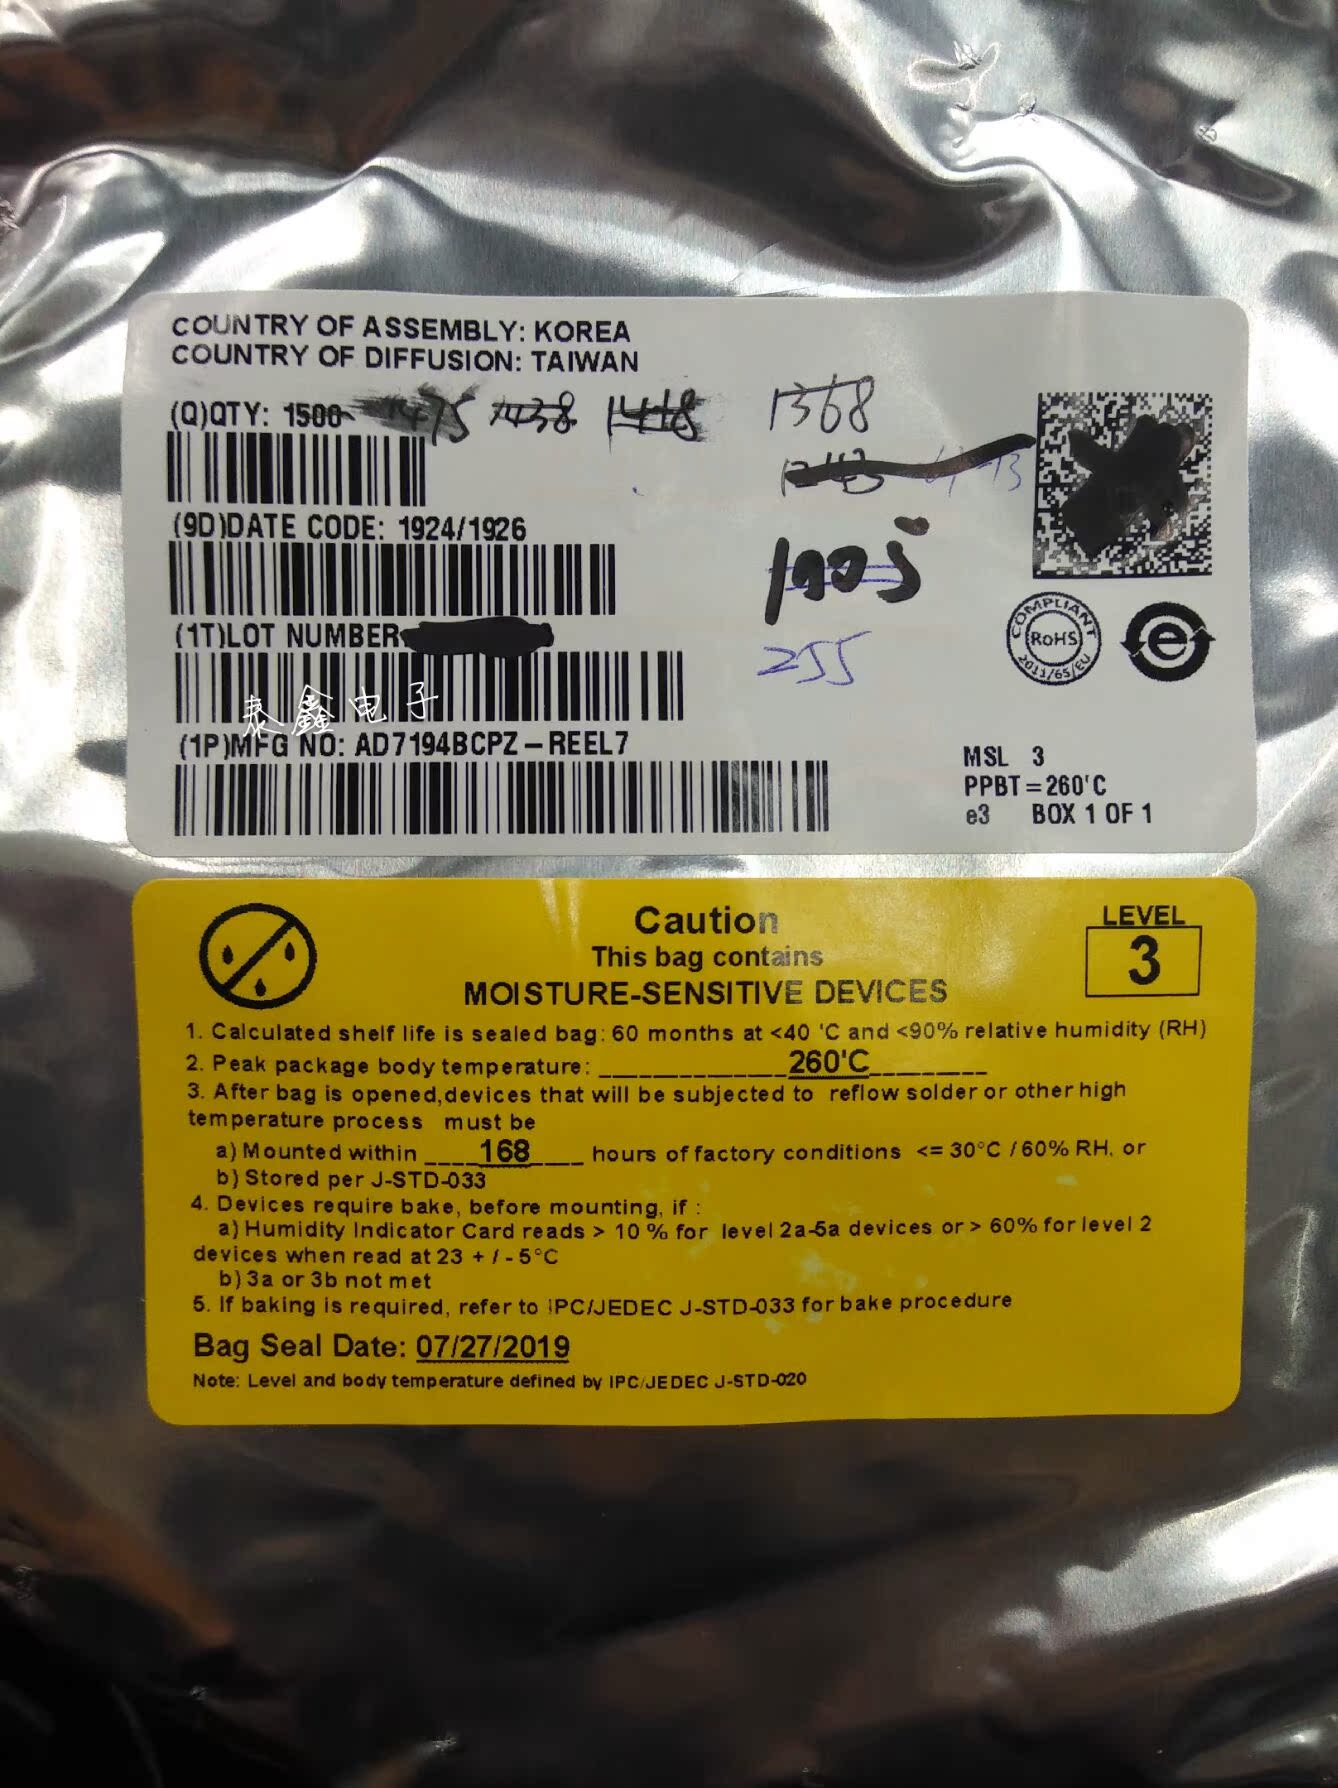 COUNTRY OF ASSEMBLY: KOREA
COUNTRY OF DIFFUSION: TAIWAN
(Q)QTY: 1500 1475 1438 1418 1368
1005
255
(9D)DATE CODE: 1924/1926
(1T)LOT NUMBER
泰鑫电子
(1P)MFG NO: AD7194BCPZ-REEL7
COMPLIANT
RoHS
2011/65/EU
e
MSL 3
PPBT=260'C
e3 BOX 1 OF 1
Caution
This bag contains
MOISTURE-SENSITIVE DEVICES
LEVEL
3
1. Calculated shelf life is sealed bag: 60 months at <40 'C and <90% relative humidity (RH)
2. Peak package body temperature: 260'C
3. After bag is opened,devices that will be subjected to reflow solder or other high
temperature process must be
a) Mounted within 168 hours of factory conditions <= 30°C / 60% RH, or
b) Stored per J-STD-033
4. Devices require bake, before mounting, if :
a) Humidity Indicator Card reads > 10 % for level 2a-5a devices or > 60% for level 2
devices when read at 23 + / - 5°C
b) 3a or 3b not met
5. If baking is required, refer to IPC/JEDEC J-STD-033 for bake procedure
Bag Seal Date: 07/27/2019
Note: Level and body temperature defined by IPC/JEDEC J-STD-020